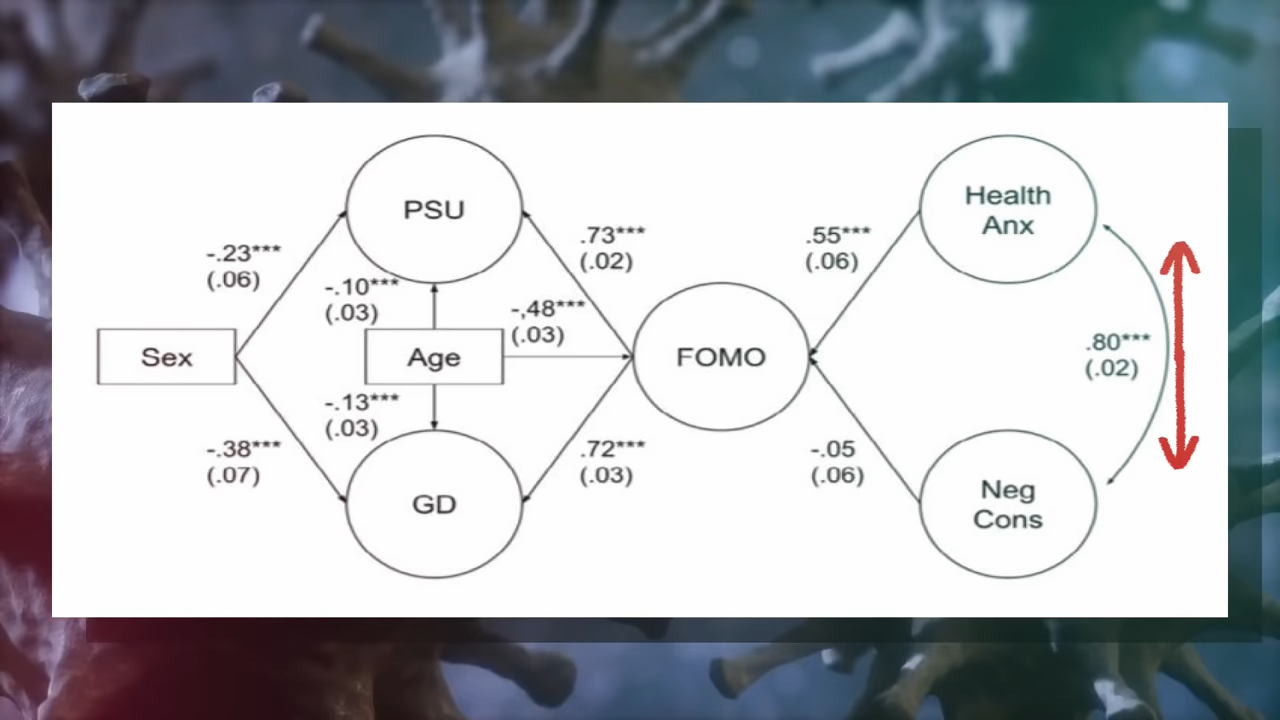 PSU
Health
Anx
-.23***
(.06)
.73***
(.02)
.55***
(.06)
-.10***
(.03)
-,48***
(.03)
Sex
Age
FOMO
.80***
(.02)
-.13***
(.03)
-.38***
(.07)
.72***
(.03)
-.05
(.06)
GD
Neg
Cons